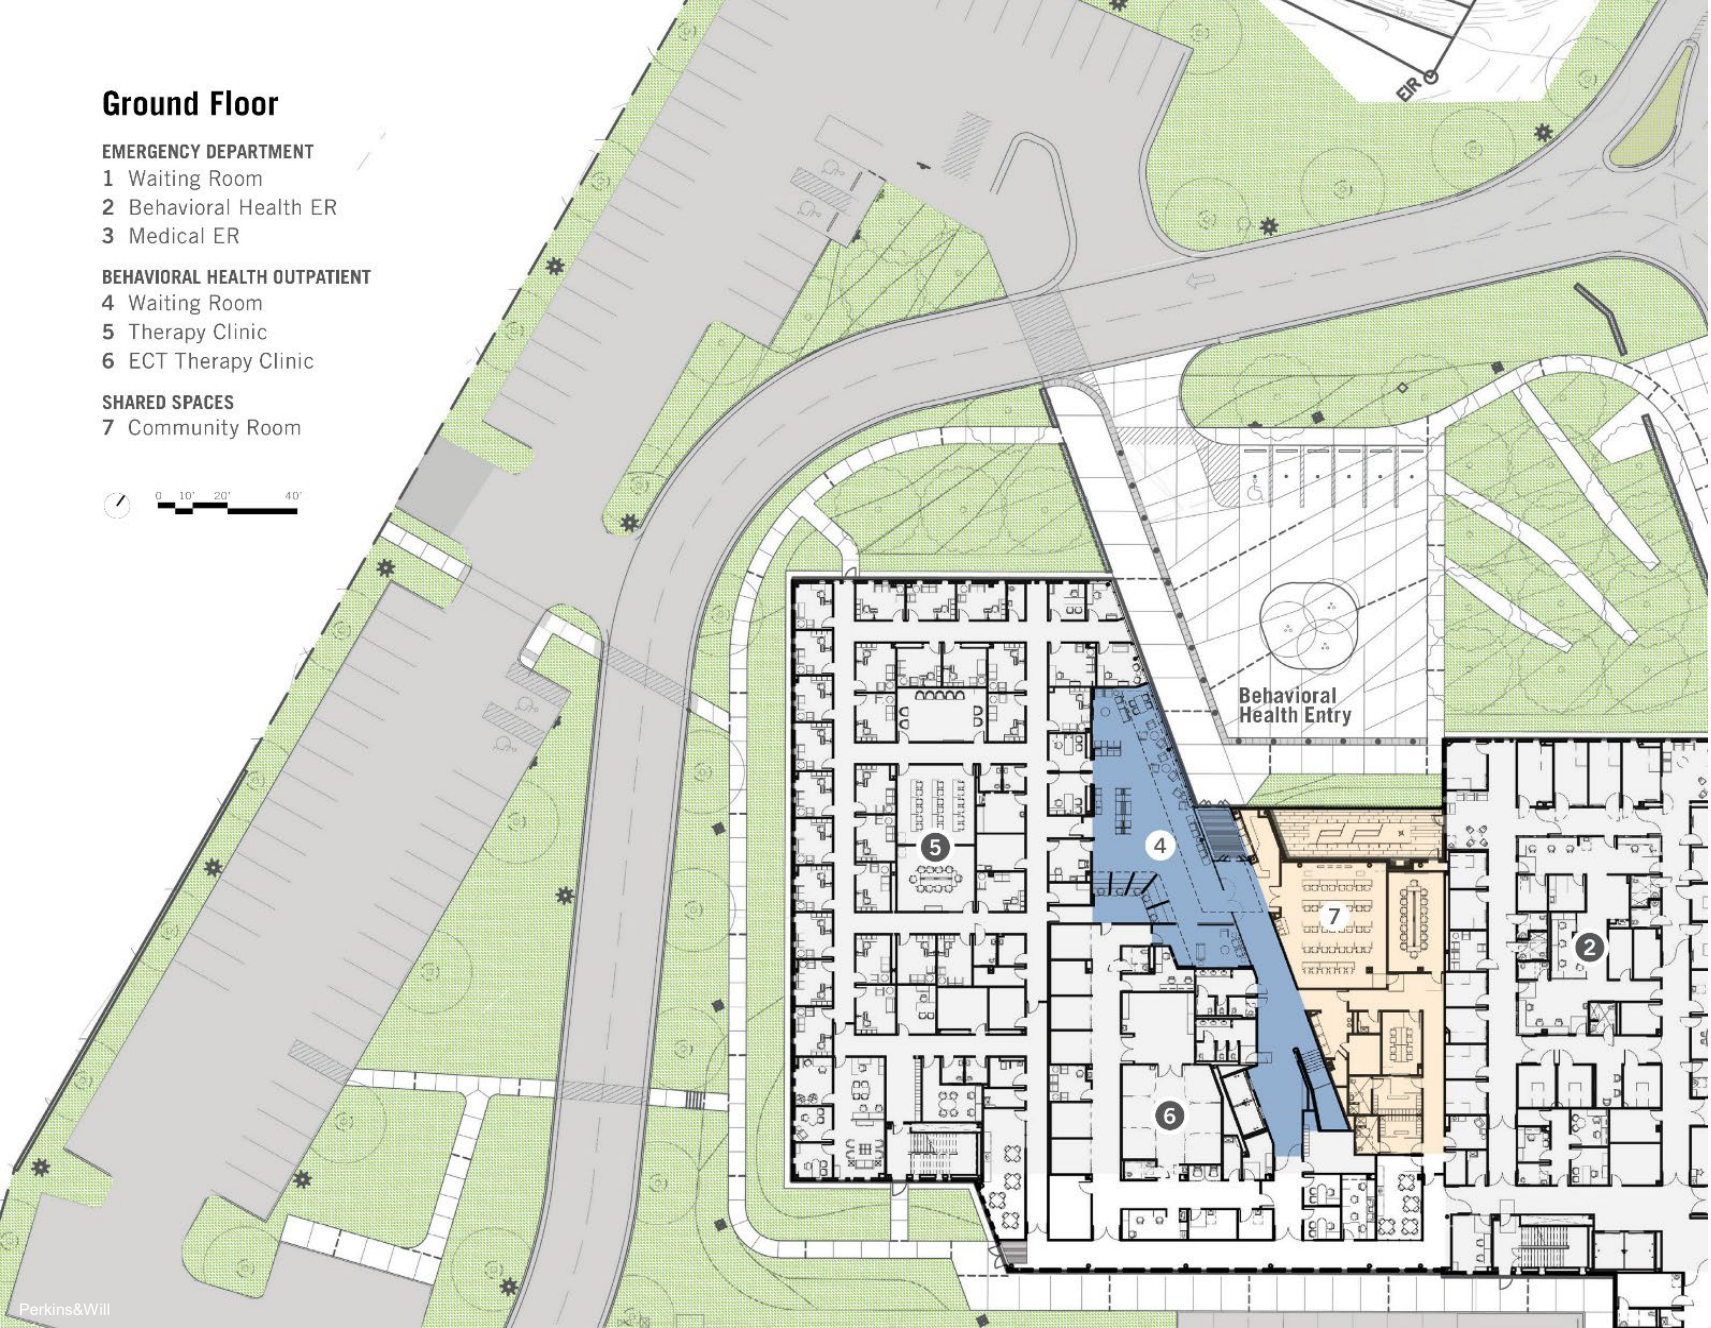 Ground Floor
EMERGENCY DEPARTMENT
1 Waiting Room
2 Behavioral Health ER
3 Medical ER
BEHAVIORAL HEALTH OUTPATIENT
4 Waiting Room
5 Therapy Clinic
6 ECT Therapy Clinic
SHARED SPACES
7 Community Room
0 10' 20' 40'
EIR
Behavioral
Health Entry
5
4
7
2
6
Perkins&Will